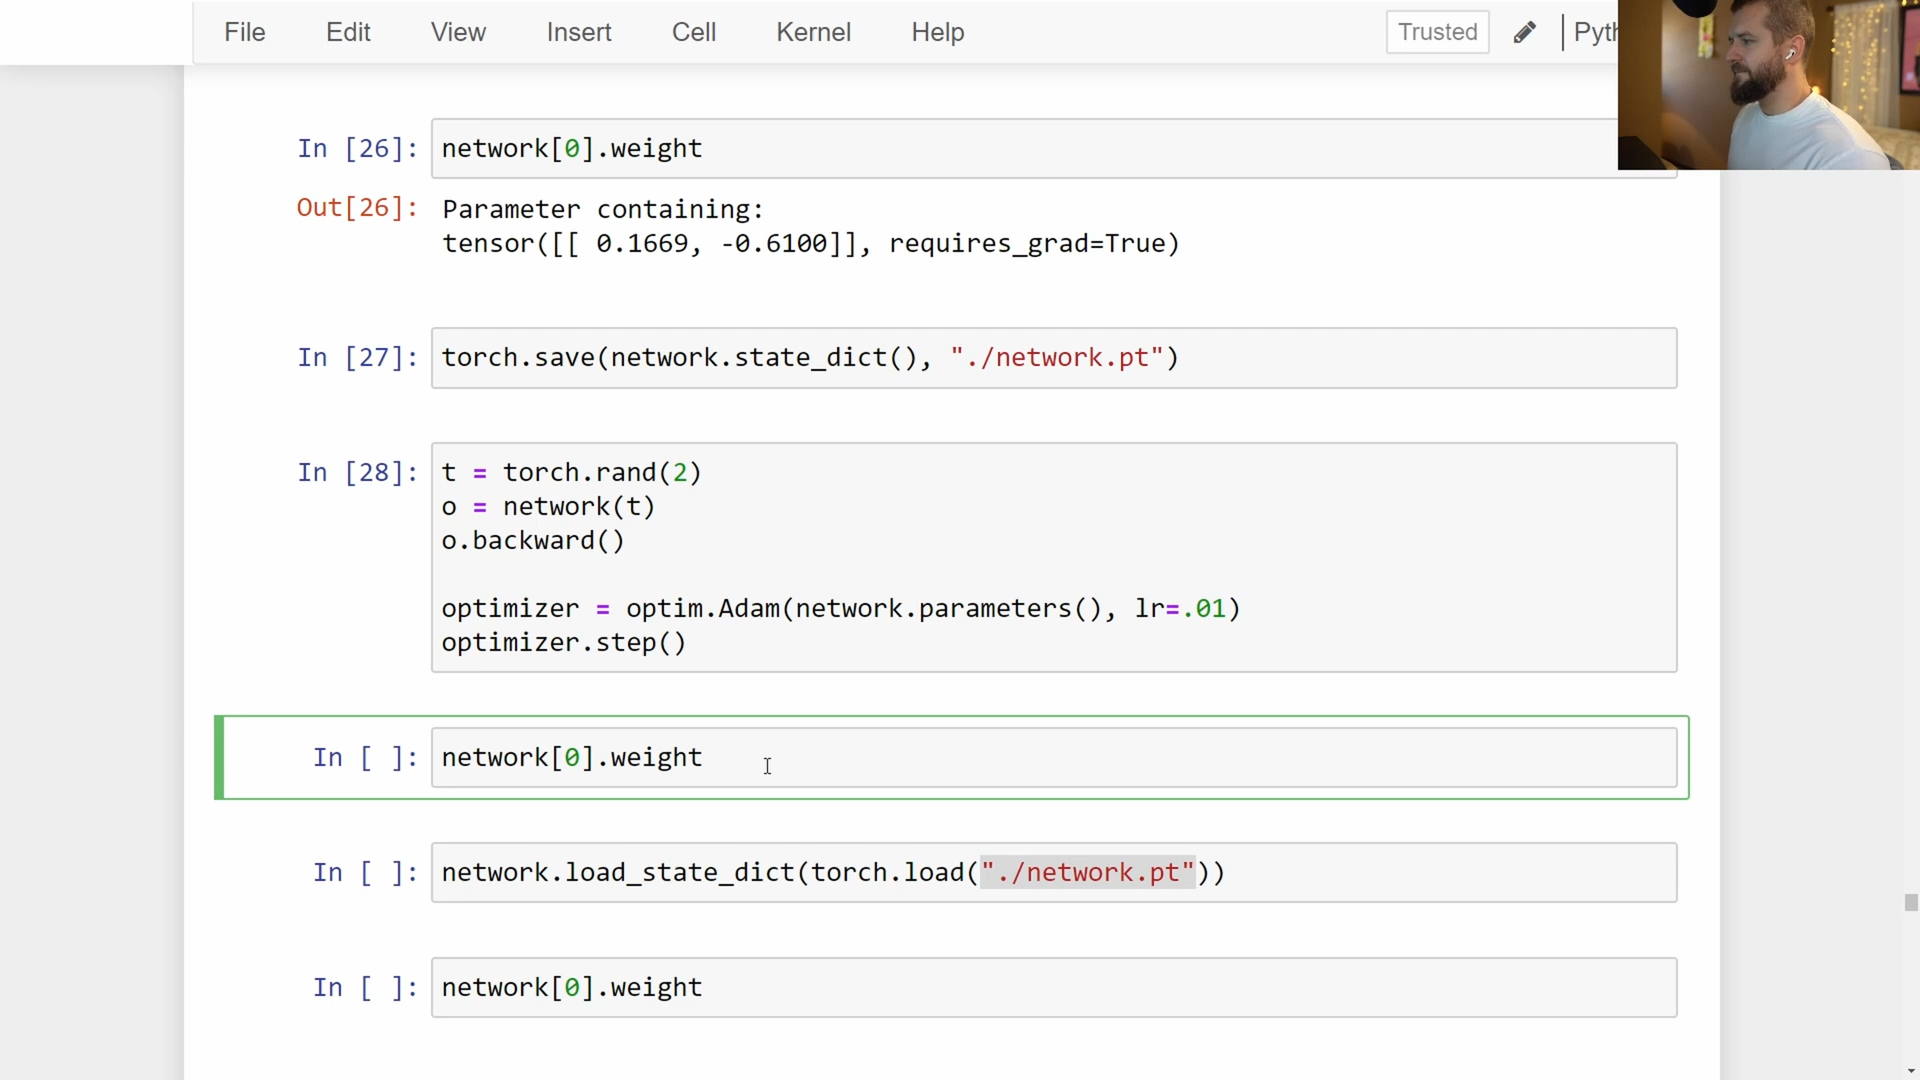 File Edit View Insert Cell Kernel Help Trusted
In [26]: network[0].weight
Out[26]: Parameter containing:
tensor([[ 0.1669, -0.6100]], requires_grad=True)
In [27]: torch.save(network.state_dict(), "./network.pt")
In [28]: t = torch.rand(2)
o = network(t)
o.backward()
optimizer = optim.Adam(network.parameters(), lr=.01)
optimizer.step()
In [ ]: network[0].weight
In [ ]: network.load_state_dict(torch.load("./network.pt"))
In [ ]: network[0].weight